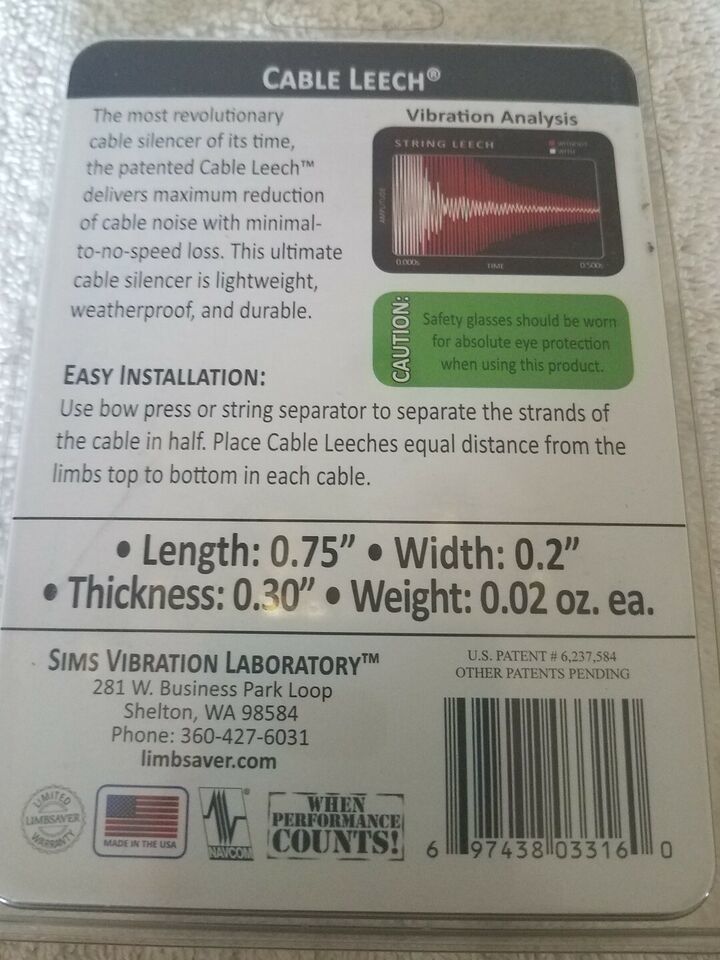 CABLE LEECH®
The most revolutionary
cable silencer of its time,
the patented Cable Leech™
delivers maximum reduction
of cable noise with minimal-
to-no-speed loss. This ultimate
cable silencer is lightweight,
weatherproof, and durable.
Vibration Analysis
STRING LEECH
WITHOUT
WITH
AMPLITUDE
0.000s
TIME
0.500s
CAUTION:
Safety glasses should be worn
for absolute eye protection
when using this product.
EASY INSTALLATION:
Use bow press or string separator to separate the strands of
the cable in half. Place Cable Leeches equal distance from the
limbs top to bottom in each cable.
• Length: 0.75” • Width: 0.2”
• Thickness: 0.30” • Weight: 0.02 oz. ea.
SIMS VIBRATION LABORATORY™
281 W. Business Park Loop
Shelton, WA 98584
Phone: 360-427-6031
limbsaver.com
U.S. PATENT # 6,237,584
OTHER PATENTS PENDING
LIMITED
LIMBSAVER
WARRANTY
MADE IN THE USA
NAVCOM®
WHEN
PERFORMANCE
COUNTS!
6 97438 03316 0